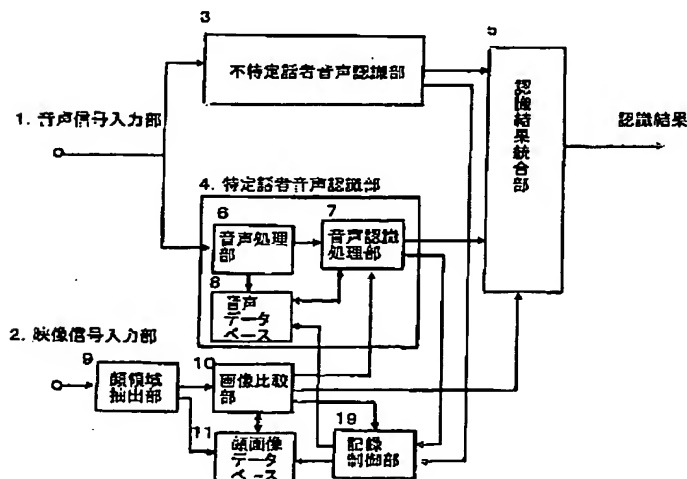 3
不特定話者音声認識部
5
認識結果統合部
認識結果
1. 音声信号入力部
4. 特定話者音声認識部
6
音声処理
部
7
音声認識
処理部
8
音声
データ
ベース
2. 映像信号入力部
9
顔領域
抽出部
10
画像比較
部
11
顔画像
データ
ベース
19
記録
制御部